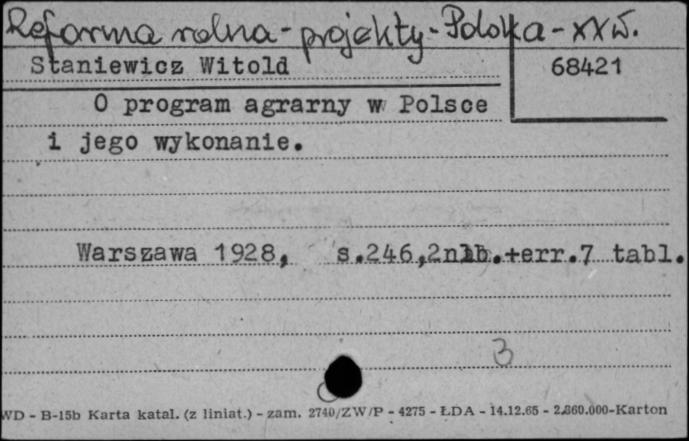 Reforma rolna - projekty - Polska - XX w.
Staniewicz Witold 68421
O program agrarny w Polsce
i jego wykonanie.
Warszawa 1928, s.246,2nlb.+err.7 tabl.
3
WD - B-15b Karta katal. (z liniat.) - zam. 2740/ZW/P - 4275 - ŁDA - 14.12.65 - 2.860.000-Karton